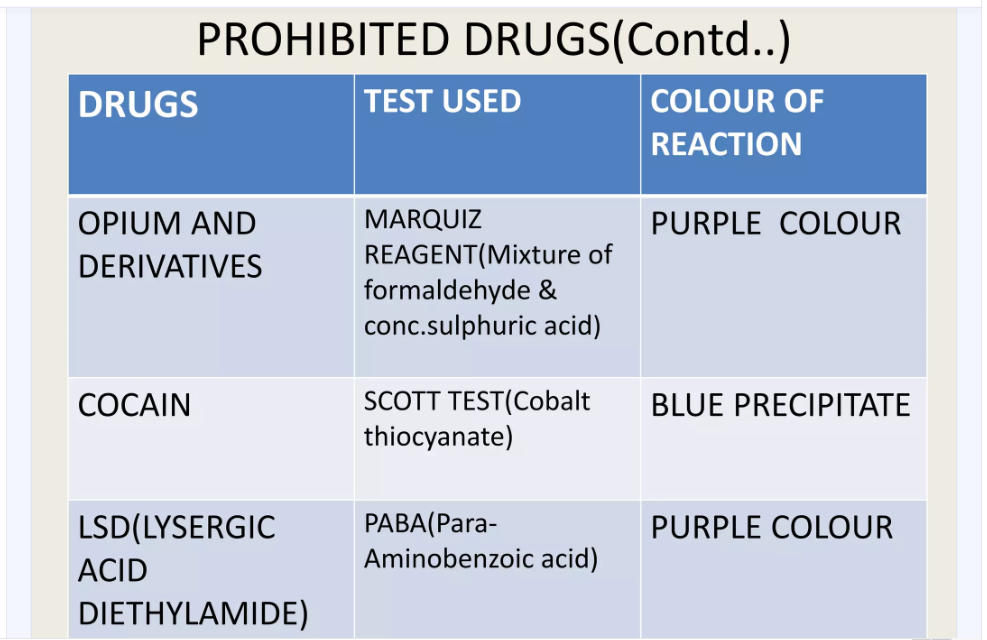 PROHIBITED DRUGS(Contd..)
DRUGS
TEST USED
COLOUR OF
REACTION
OPIUM AND
DERIVATIVES
MARQUIZ
REAGENT(Mixture of
formaldehyde &
conc.sulphuric acid)
PURPLE  COLOUR
COCAIN
SCOTT TEST(Cobalt
thiocyanate)
BLUE PRECIPITATE
LSD(LYSERGIC
ACID
DIETHYLAMIDE)
PABA(Para-
Aminobenzoic acid)
PURPLE COLOUR